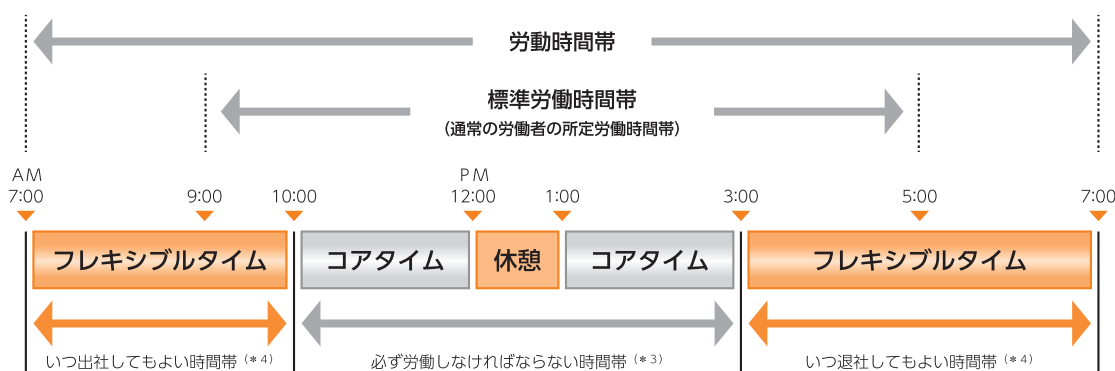 労働時間帯
標準労働時間帯
(通常の労働者の所定労働時間帯)
AM PM
7:00 9:00 10:00 12:00 1:00 3:00 5:00 7:00
フレキシブルタイム コアタイム 休憩 コアタイム フレキシブルタイム
いつ出社してもよい時間帯(*4) 必ず労働しなければならない時間帯(*3) いつ退社してもよい時間帯(*4)